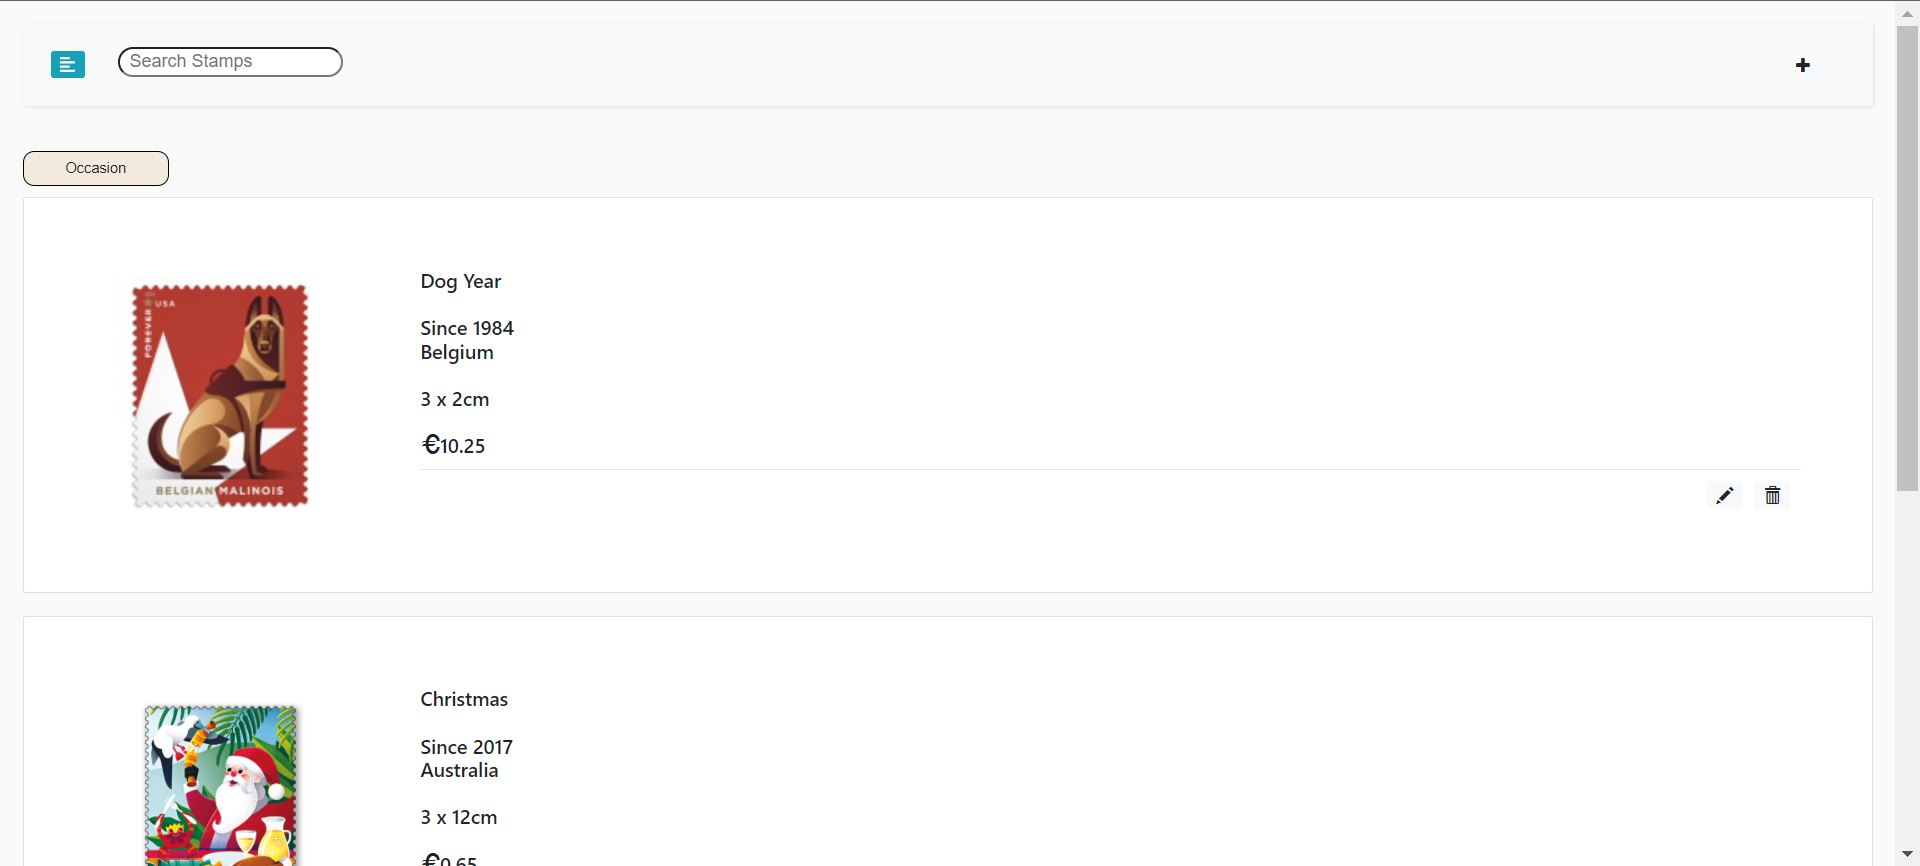 Search Stamps
Occasion
USA
FOREVER
BELGIAN MALINOIS
Dog Year
Since 1984
Belgium
3 x 2cm
€10.25
Christmas
Since 2017
Australia
3 x 12cm
€0.65